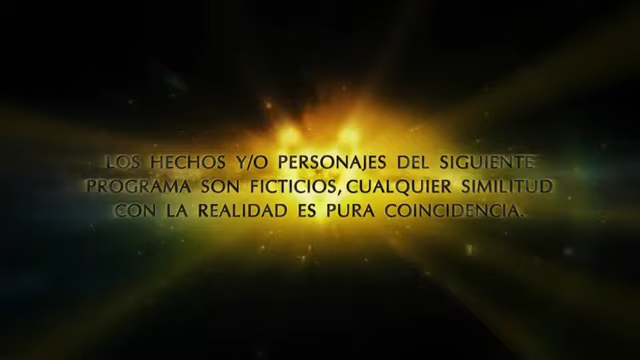 LOS HECHOS Y/O PERSONAJES DEL SIGUIENTE
PROGRAMA SON FICTICIOS, CUALQUIER SIMILITUD
CON LA REALIDAD ES PURA COINCIDENCIA.